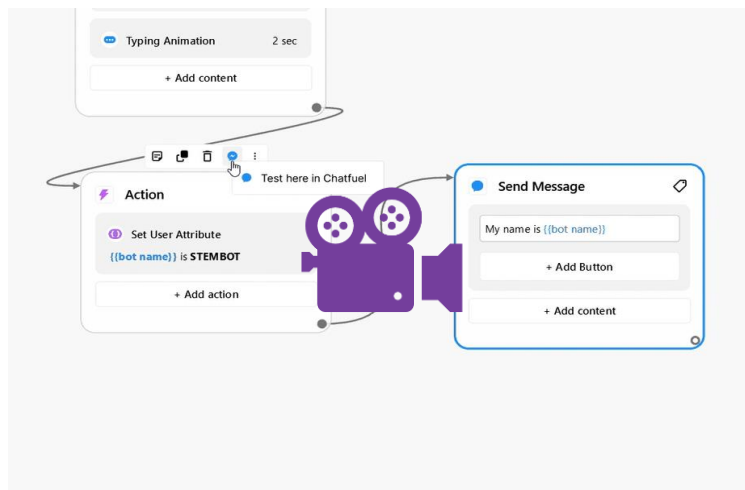 Typing Animation 2 sec
+ Add content
Test here in Chatfuel
Action
Set User Attribute
{{bot name}} is STEMBOT
+ Add action
Send Message
My name is {{bot name}}
+ Add Button
+ Add content